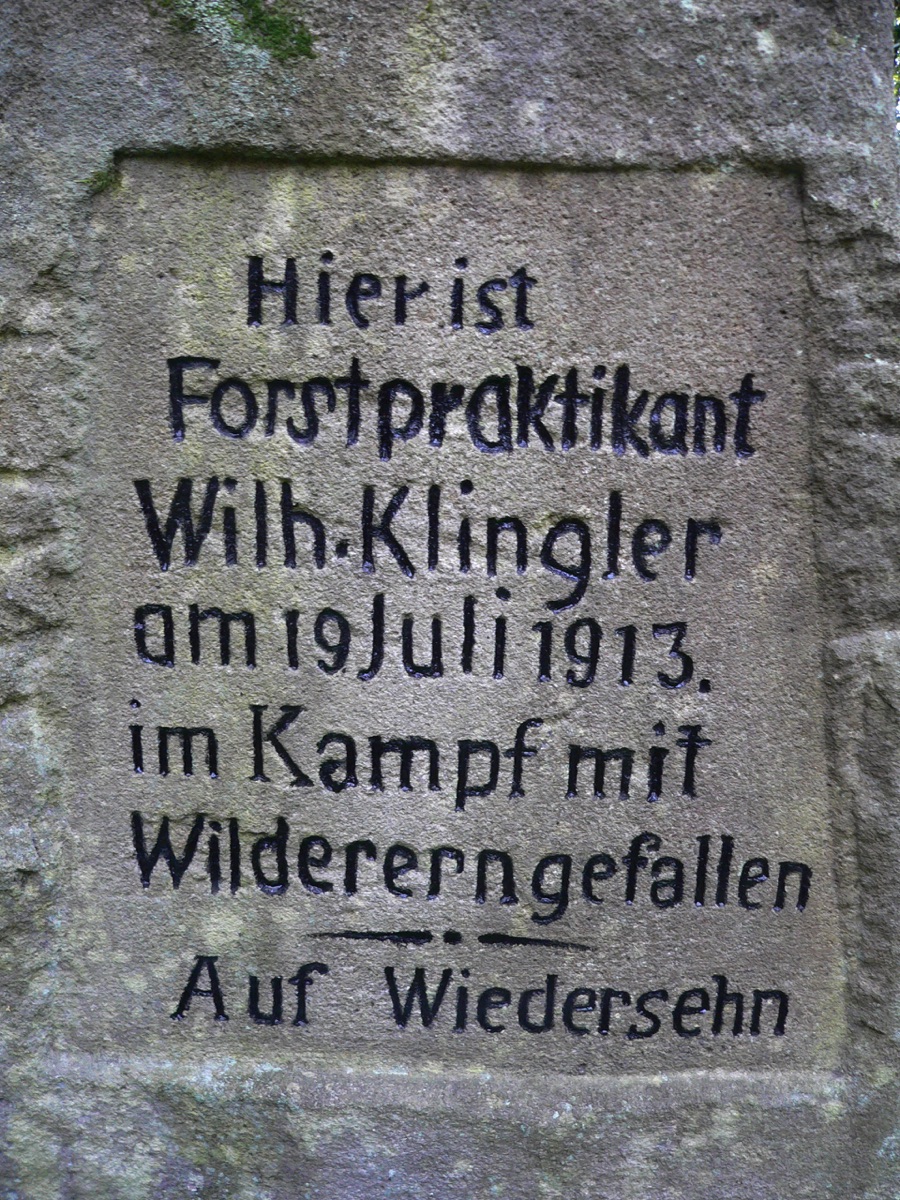 Hier ist
Forstpraktikant
Wilh. Klingler
am 19 Juli 1913.
im Kampf mit
Wilderern gefallen
Auf Wiedersehn